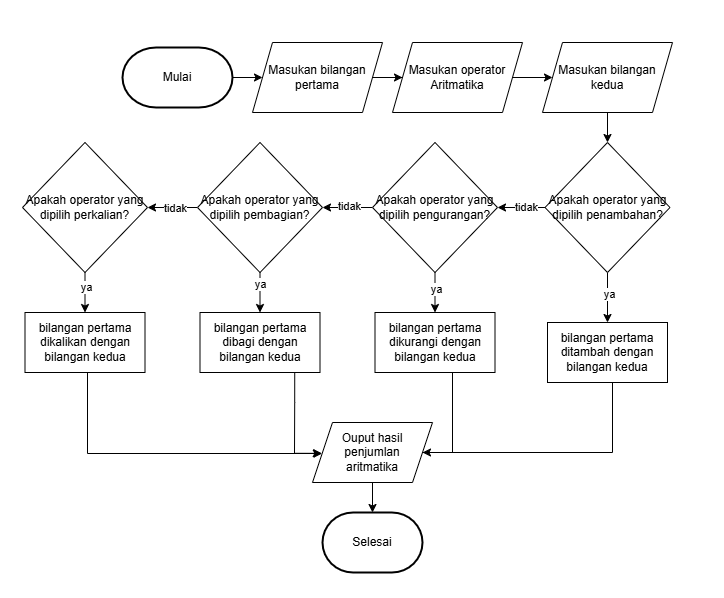 Mulai
Masukan bilangan
pertama
Masukan operator
Aritmatika
Masukan bilangan
kedua
Apakah operator yang
dipilih penambahan?
tidak
Apakah operator yang
dipilih pengurangan?
tidak
Apakah operator yang
dipilih pembagian?
tidak
Apakah operator yang
dipilih perkalian?
ya
ya
ya
ya
bilangan pertama
dikalikan dengan
bilangan kedua
bilangan pertama
dibagi dengan
bilangan kedua
bilangan pertama
dikurangi dengan
bilangan kedua
bilangan pertama
ditambah dengan
bilangan kedua
Ouput hasil
penjumlan
aritmatika
Selesai